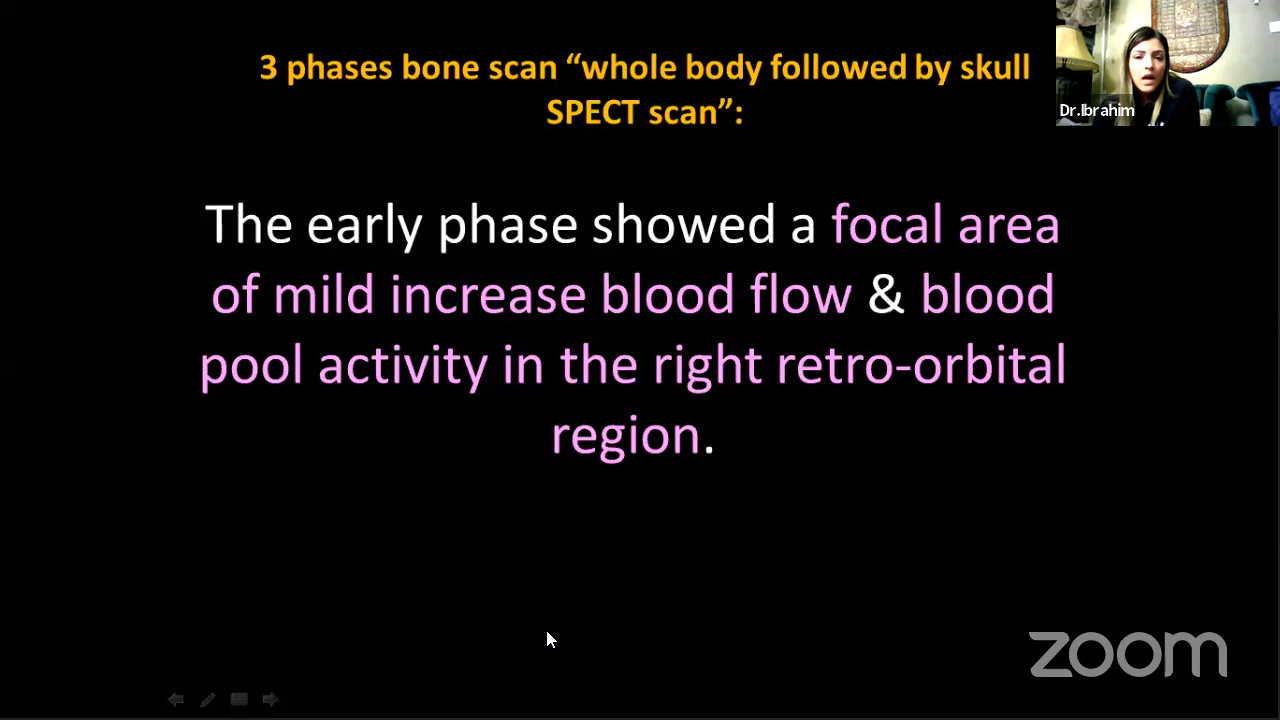 3 phases bone scan “whole body followed by skull
SPECT scan”:
Dr.Ibrahim
The early phase showed a focal area
of mild increase blood flow & blood
pool activity in the right retro-orbital
region.
zoom